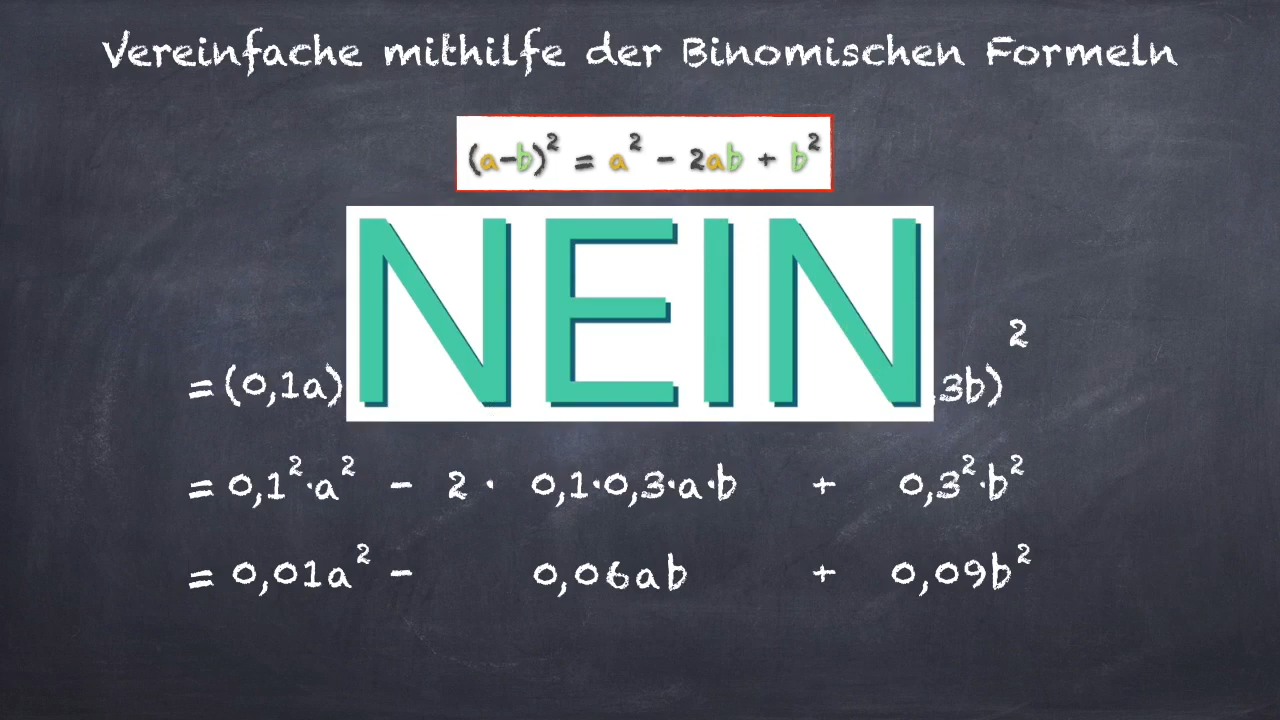 Vereinfache mithilfe der Binomischen Formeln
(a-b)² = a² - 2ab + b²
NEIN
= (0,1a) ,3b)²
= 0,1²·a² - 2 · 0,1·0,3·a·b + 0,3²·b²
= 0,01a² - 0,06ab + 0,09b²